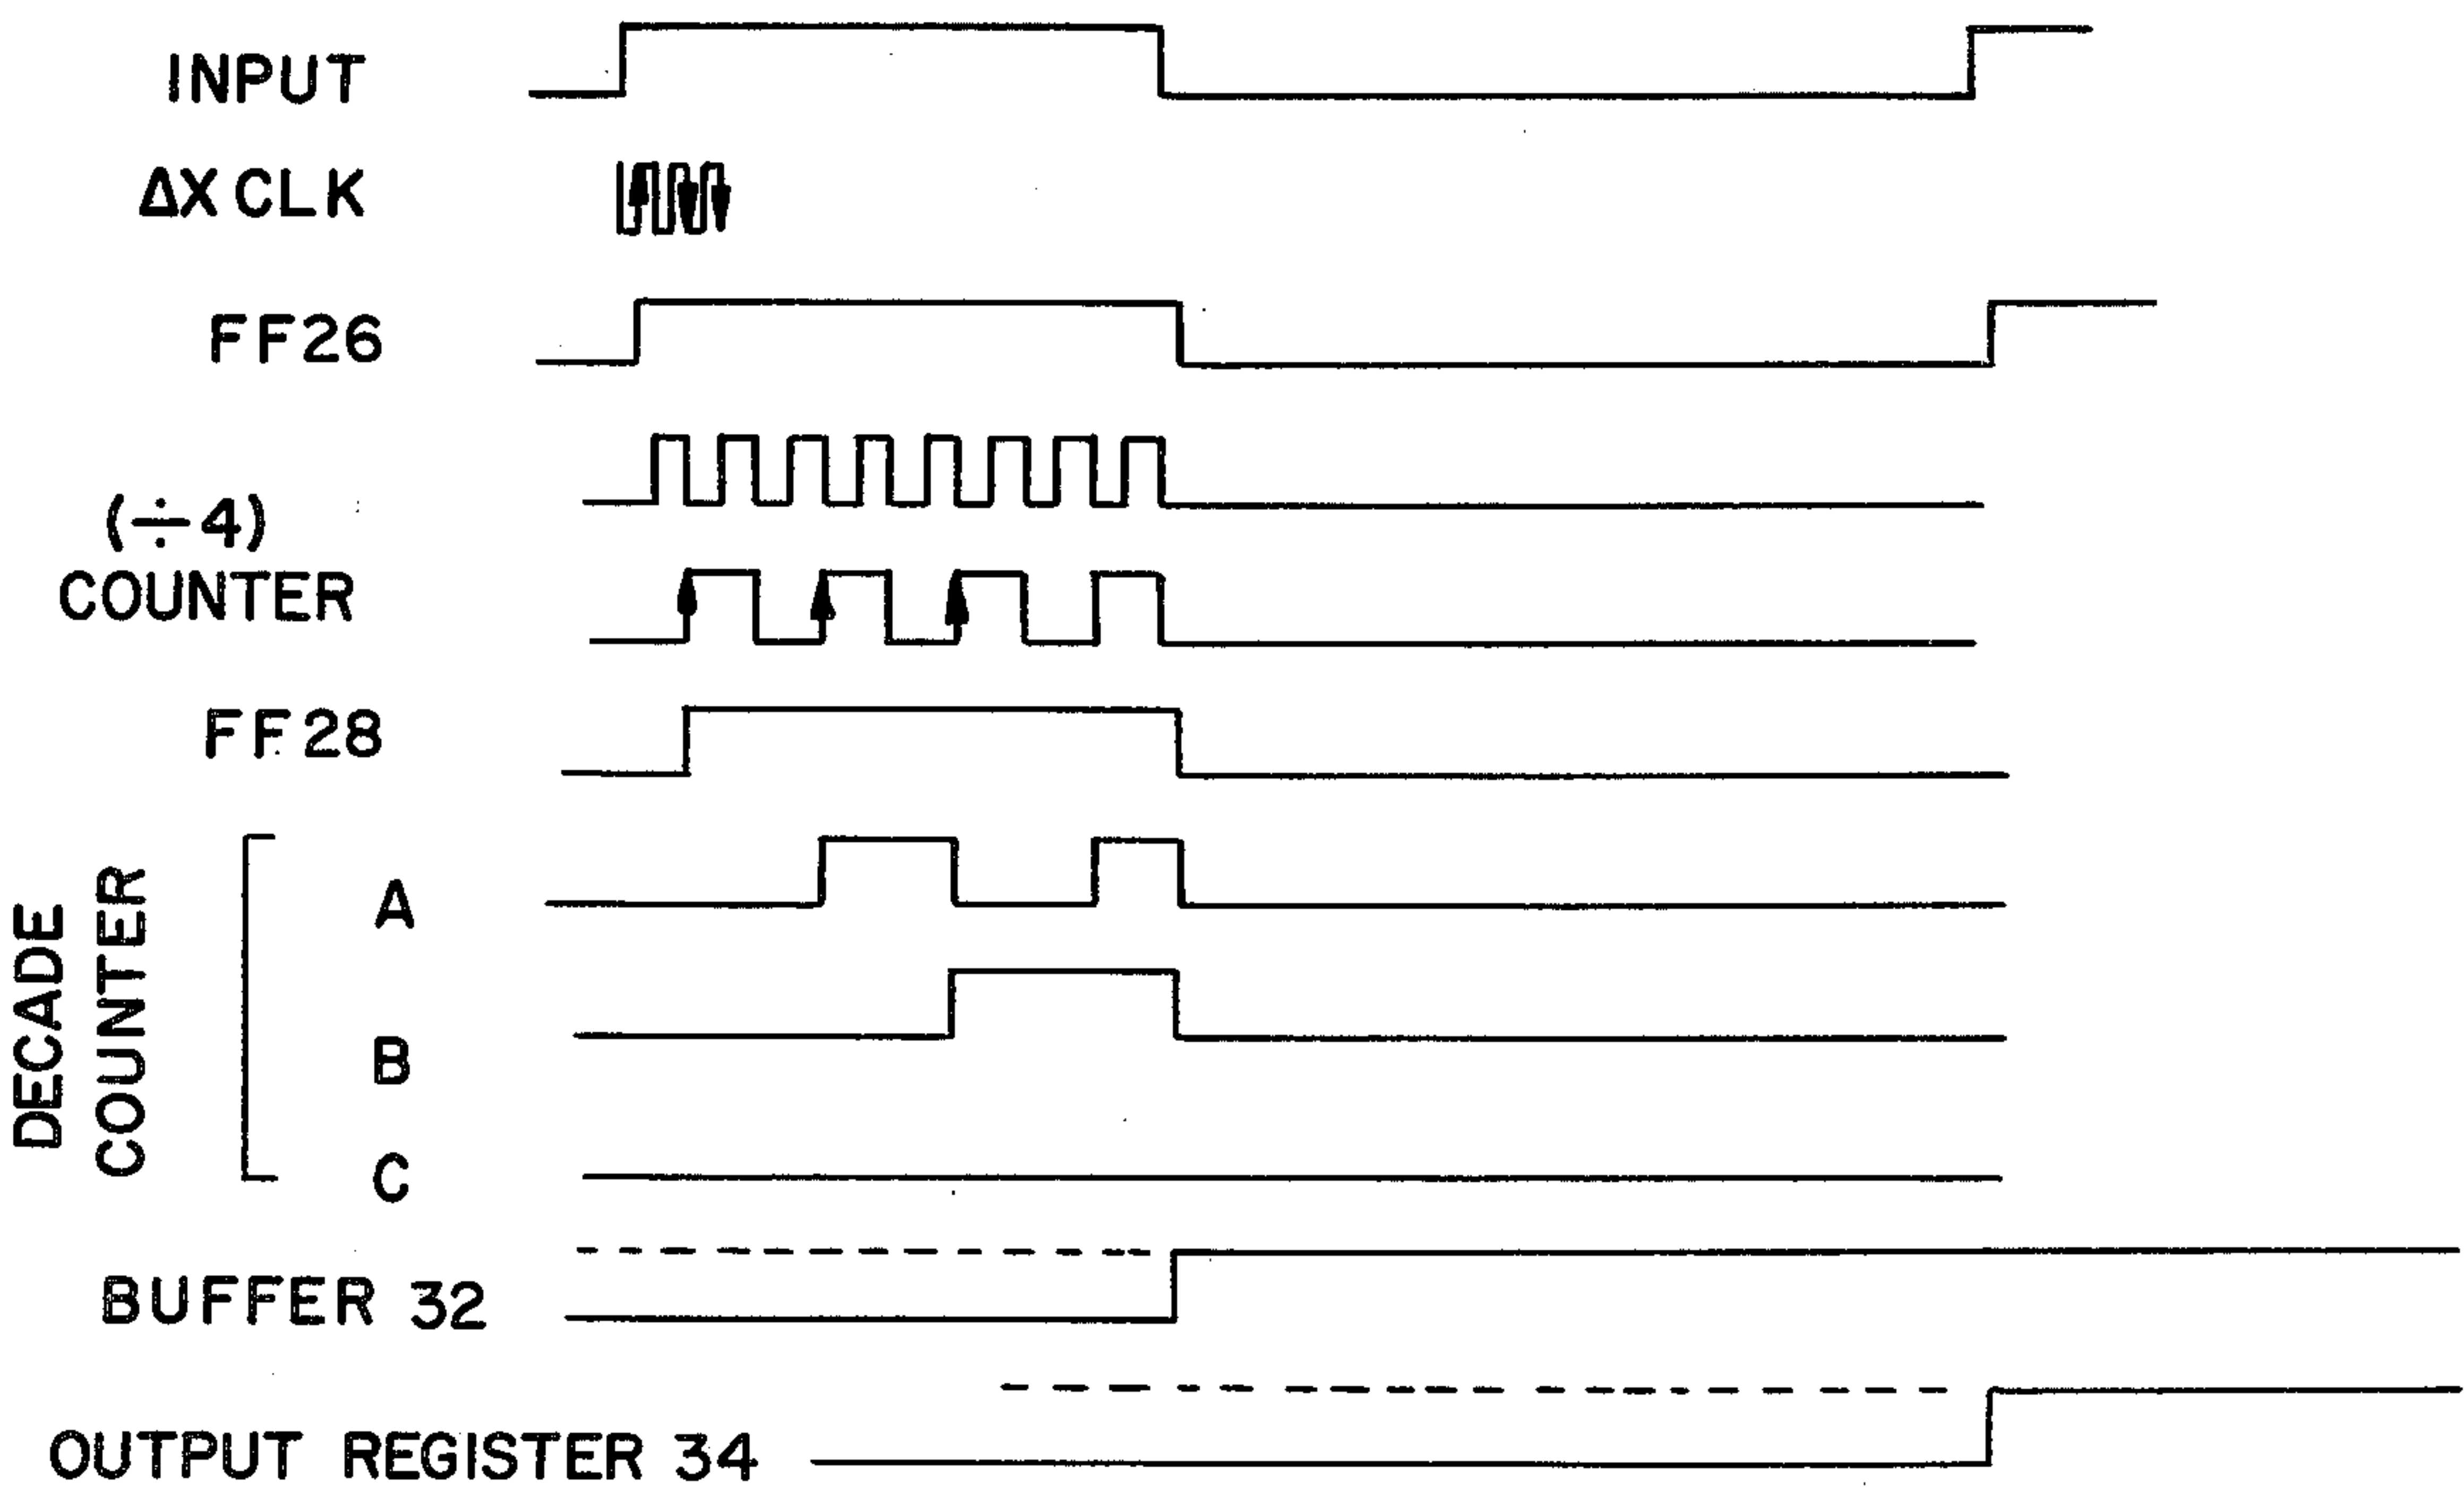 INPUT
ΔX CLK
FF26
(÷4)
COUNTER
FF28
DECADE
COUNTER
A
B
C
BUFFER 32
OUTPUT REGISTER 34